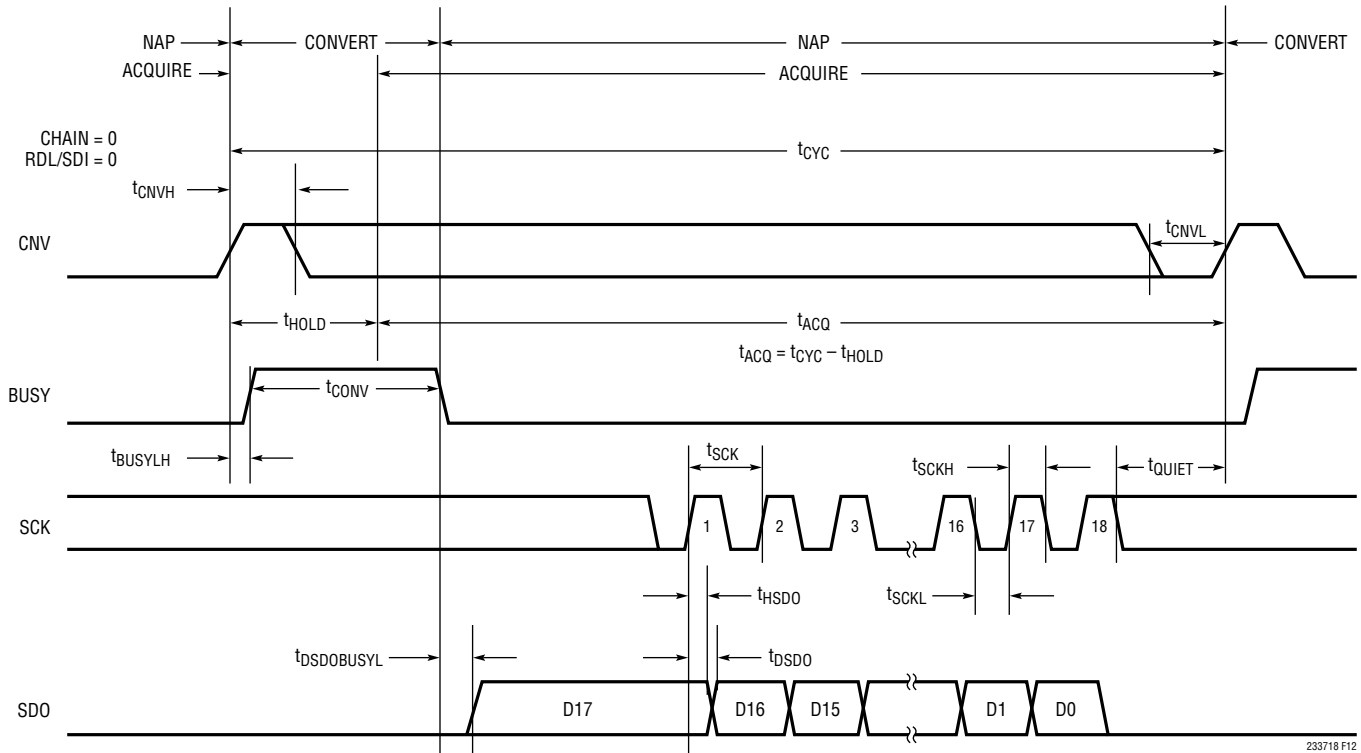 NAP CONVERT NAP CONVERT
ACQUIRE ACQUIRE
CHAIN = 0
RDL/SDI = 0
tCYC
tCNVH
CNV
tCNVL
tHOLD tACQ
tACQ = tCYC – tHOLD
BUSY
tCONV
tBUSYLH
tSCK tSCKH tQUIET
SCK
1 2 3 16 17 18
tHSDO tSCKL
tDSDOBUSYL tDSDO
SDO
D17 D16 D15 D1 D0
233718 F12